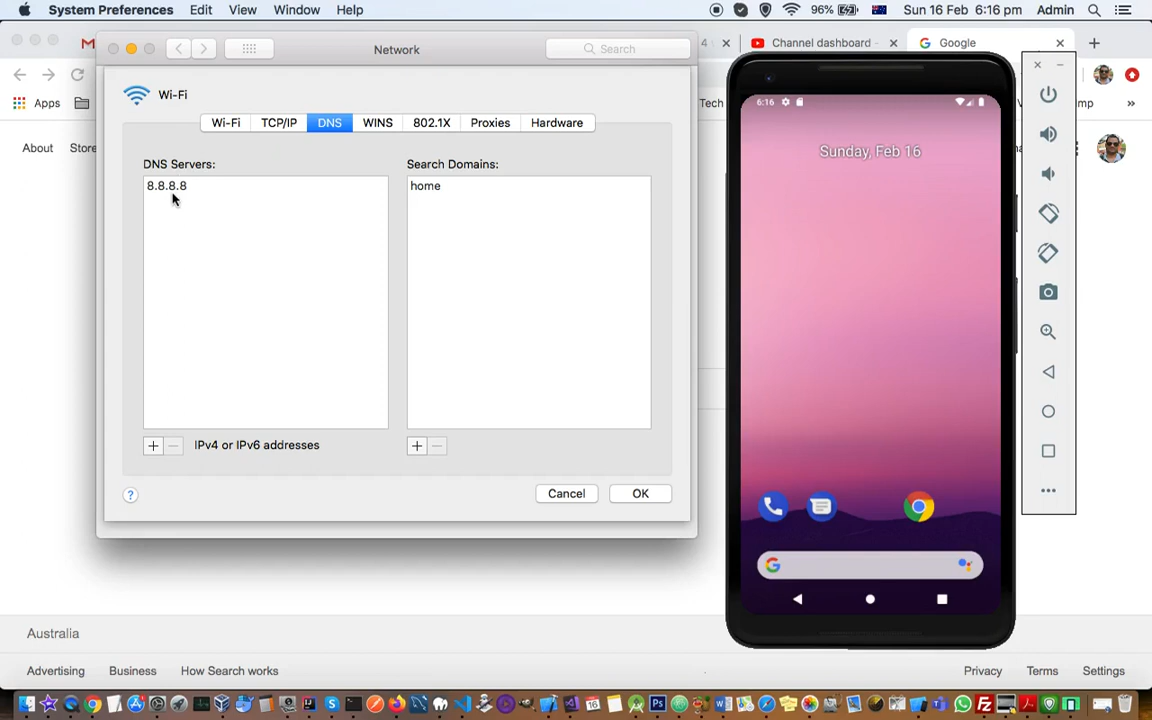 System Preferences Edit View Window Help
96% Sun 16 Feb 6:16 pm Admin
Network
Search
4
Channel dashboard -
Google
Apps
Tech
mp
»
About Store
Wi-Fi
Wi-Fi TCP/IP DNS WINS 802.1X Proxies Hardware
DNS Servers:
8.8.8.8
Search Domains:
home
+ − IPv4 or IPv6 addresses
+ −
?
Cancel OK
6:16
Sunday, Feb 16
Australia
Advertising Business How Search works
Privacy Terms Settings